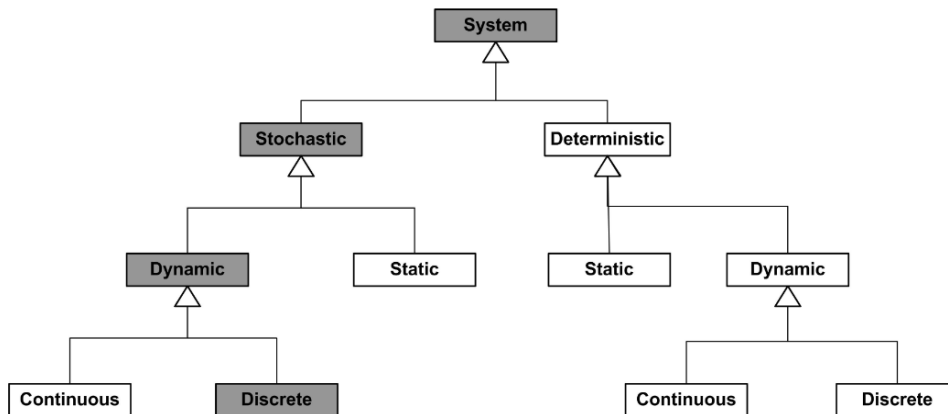 System
Stochastic
Deterministic
Dynamic
Static
Static
Dynamic
Continuous
Discrete
Continuous
Discrete